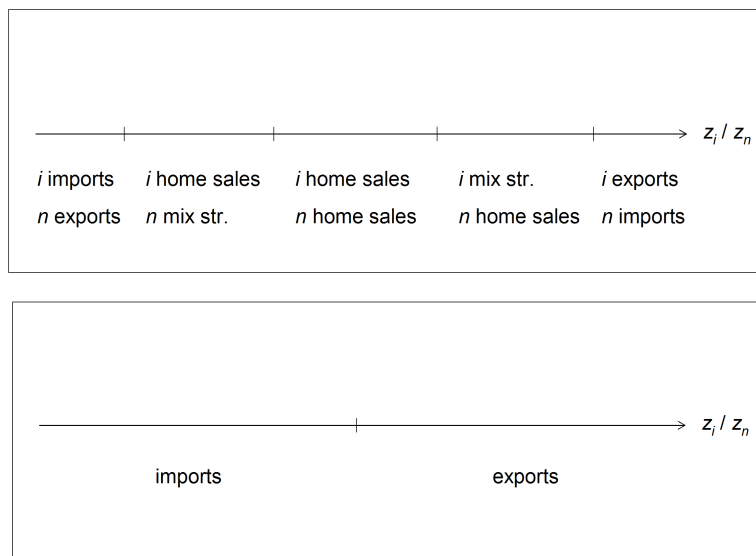 z_i / z_n
i imports i home sales i home sales i mix str. i exports
n exports n mix str. n home sales n home sales n imports
z_i / z_n
imports exports